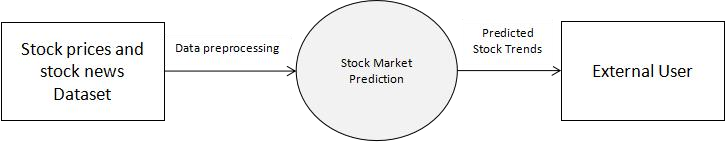 Stock prices and
stock news
Dataset
Data preprocessing
Stock Market
Prediction
Predicted
Stock Trends
External User